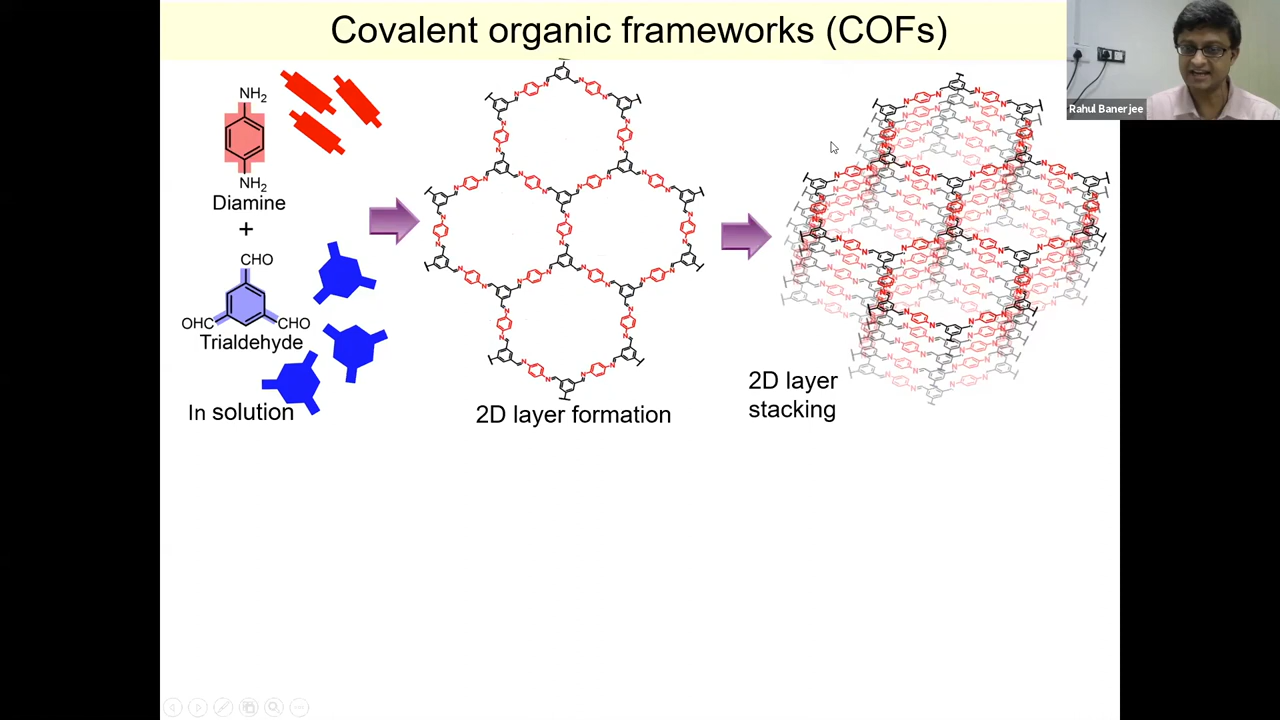 Covalent organic frameworks (COFs)
Rahul Banerjee
NH2
NH2
Diamine
+
CHO
OHC
CHO
Trialdehyde
In solution
2D layer formation
2D layer
stacking